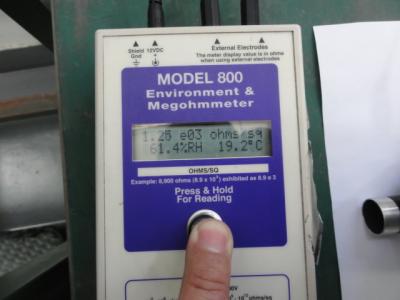 Shield Gnd 12VDC
External Electrodes
The meter display value is in ohms
when using external electrodes
MODEL 800
Environment &
Megohmmeter
1.25 e03 ohms/sq
61.4%RH 19.2°C
OHMS/SQ
Example: 8,900 ohms (8.9 x 10³) exhibited as 8.9 e 3
Press & Hold
For Reading